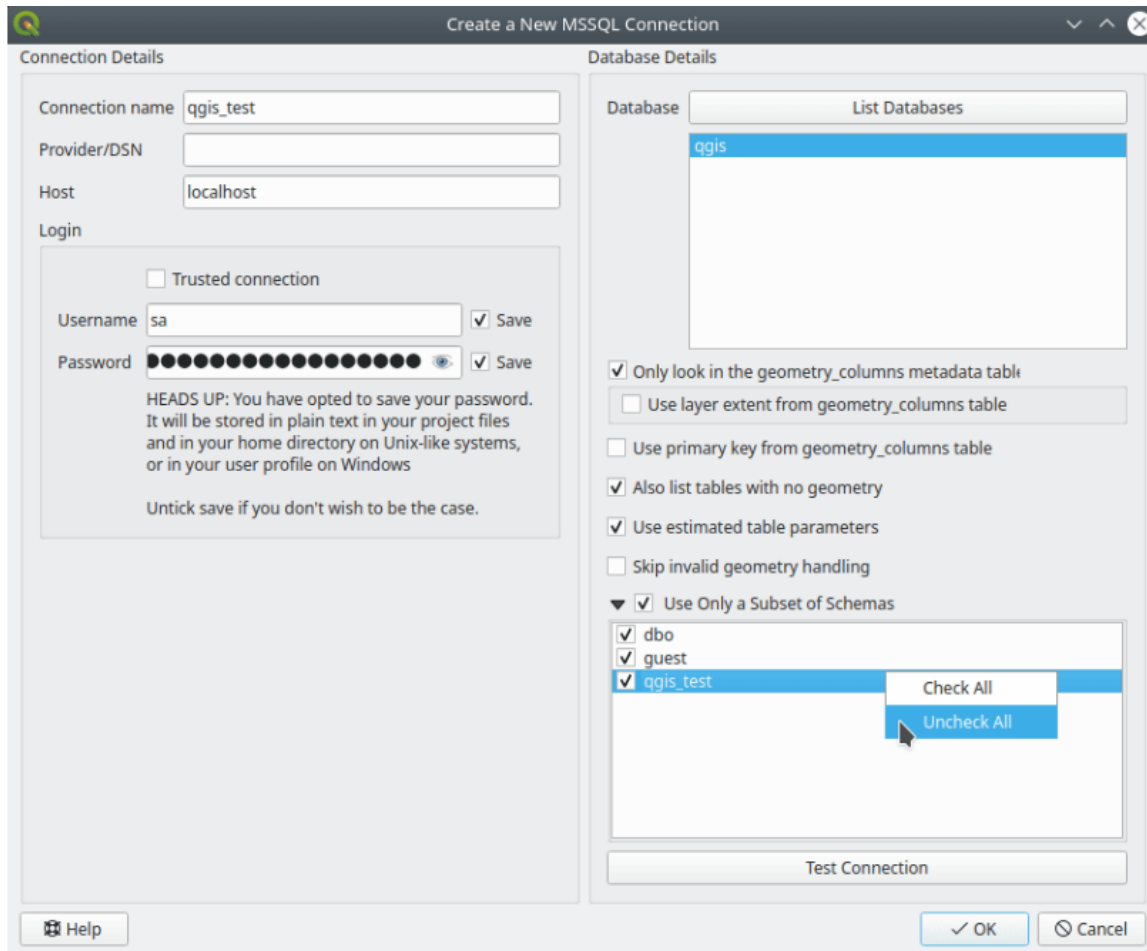 Create a New MSSQL Connection
Connection Details
Connection name qgis_test
Provider/DSN
Host localhost
Login
Trusted connection
Username sa Save
Password Save
HEADS UP: You have opted to save your password.
It will be stored in plain text in your project files
and in your home directory on Unix-like systems,
or in your user profile on Windows
Untick save if you don't wish to be the case.
Database Details
Database List Databases
qgis
Only look in the geometry_columns metadata table
Use layer extent from geometry_columns table
Use primary key from geometry_columns table
Also list tables with no geometry
Use estimated table parameters
Skip invalid geometry handling
Use Only a Subset of Schemas
dbo
guest
qgis_test
Check All
Uncheck All
Test Connection
Help
OK
Cancel